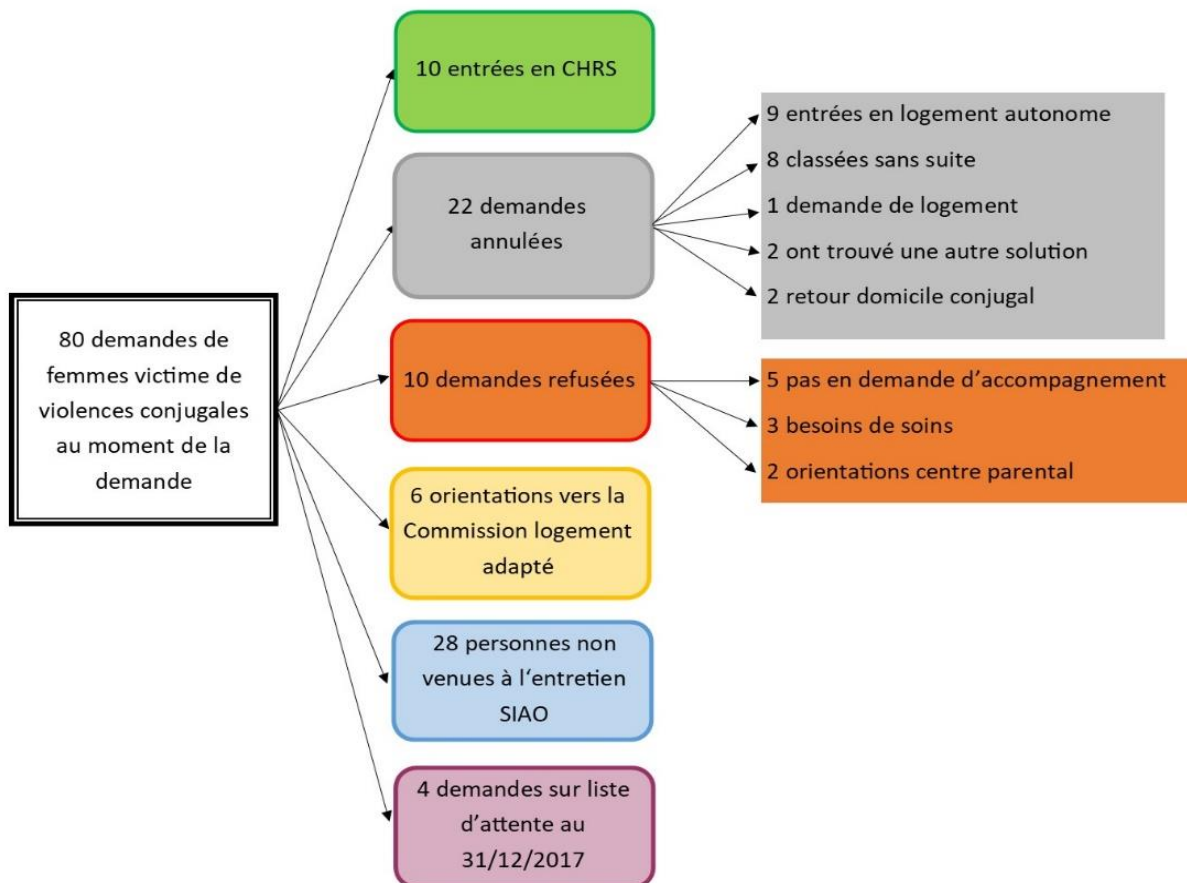 80 demandes de
femmes victime de
violences conjugales
au moment de la
demande
10 entrées en CHRS
22 demandes
annulées
9 entrées en logement autonome
8 classées sans suite
1 demande de logement
2 ont trouvé une autre solution
2 retour domicile conjugal
10 demandes refusées
5 pas en demande d’accompagnement
3 besoins de soins
2 orientations centre parental
6 orientations vers la
Commission logement
adapté
28 personnes non
venues à l‘entretien
SIAO
4 demandes sur liste
d’attente au
31/12/2017